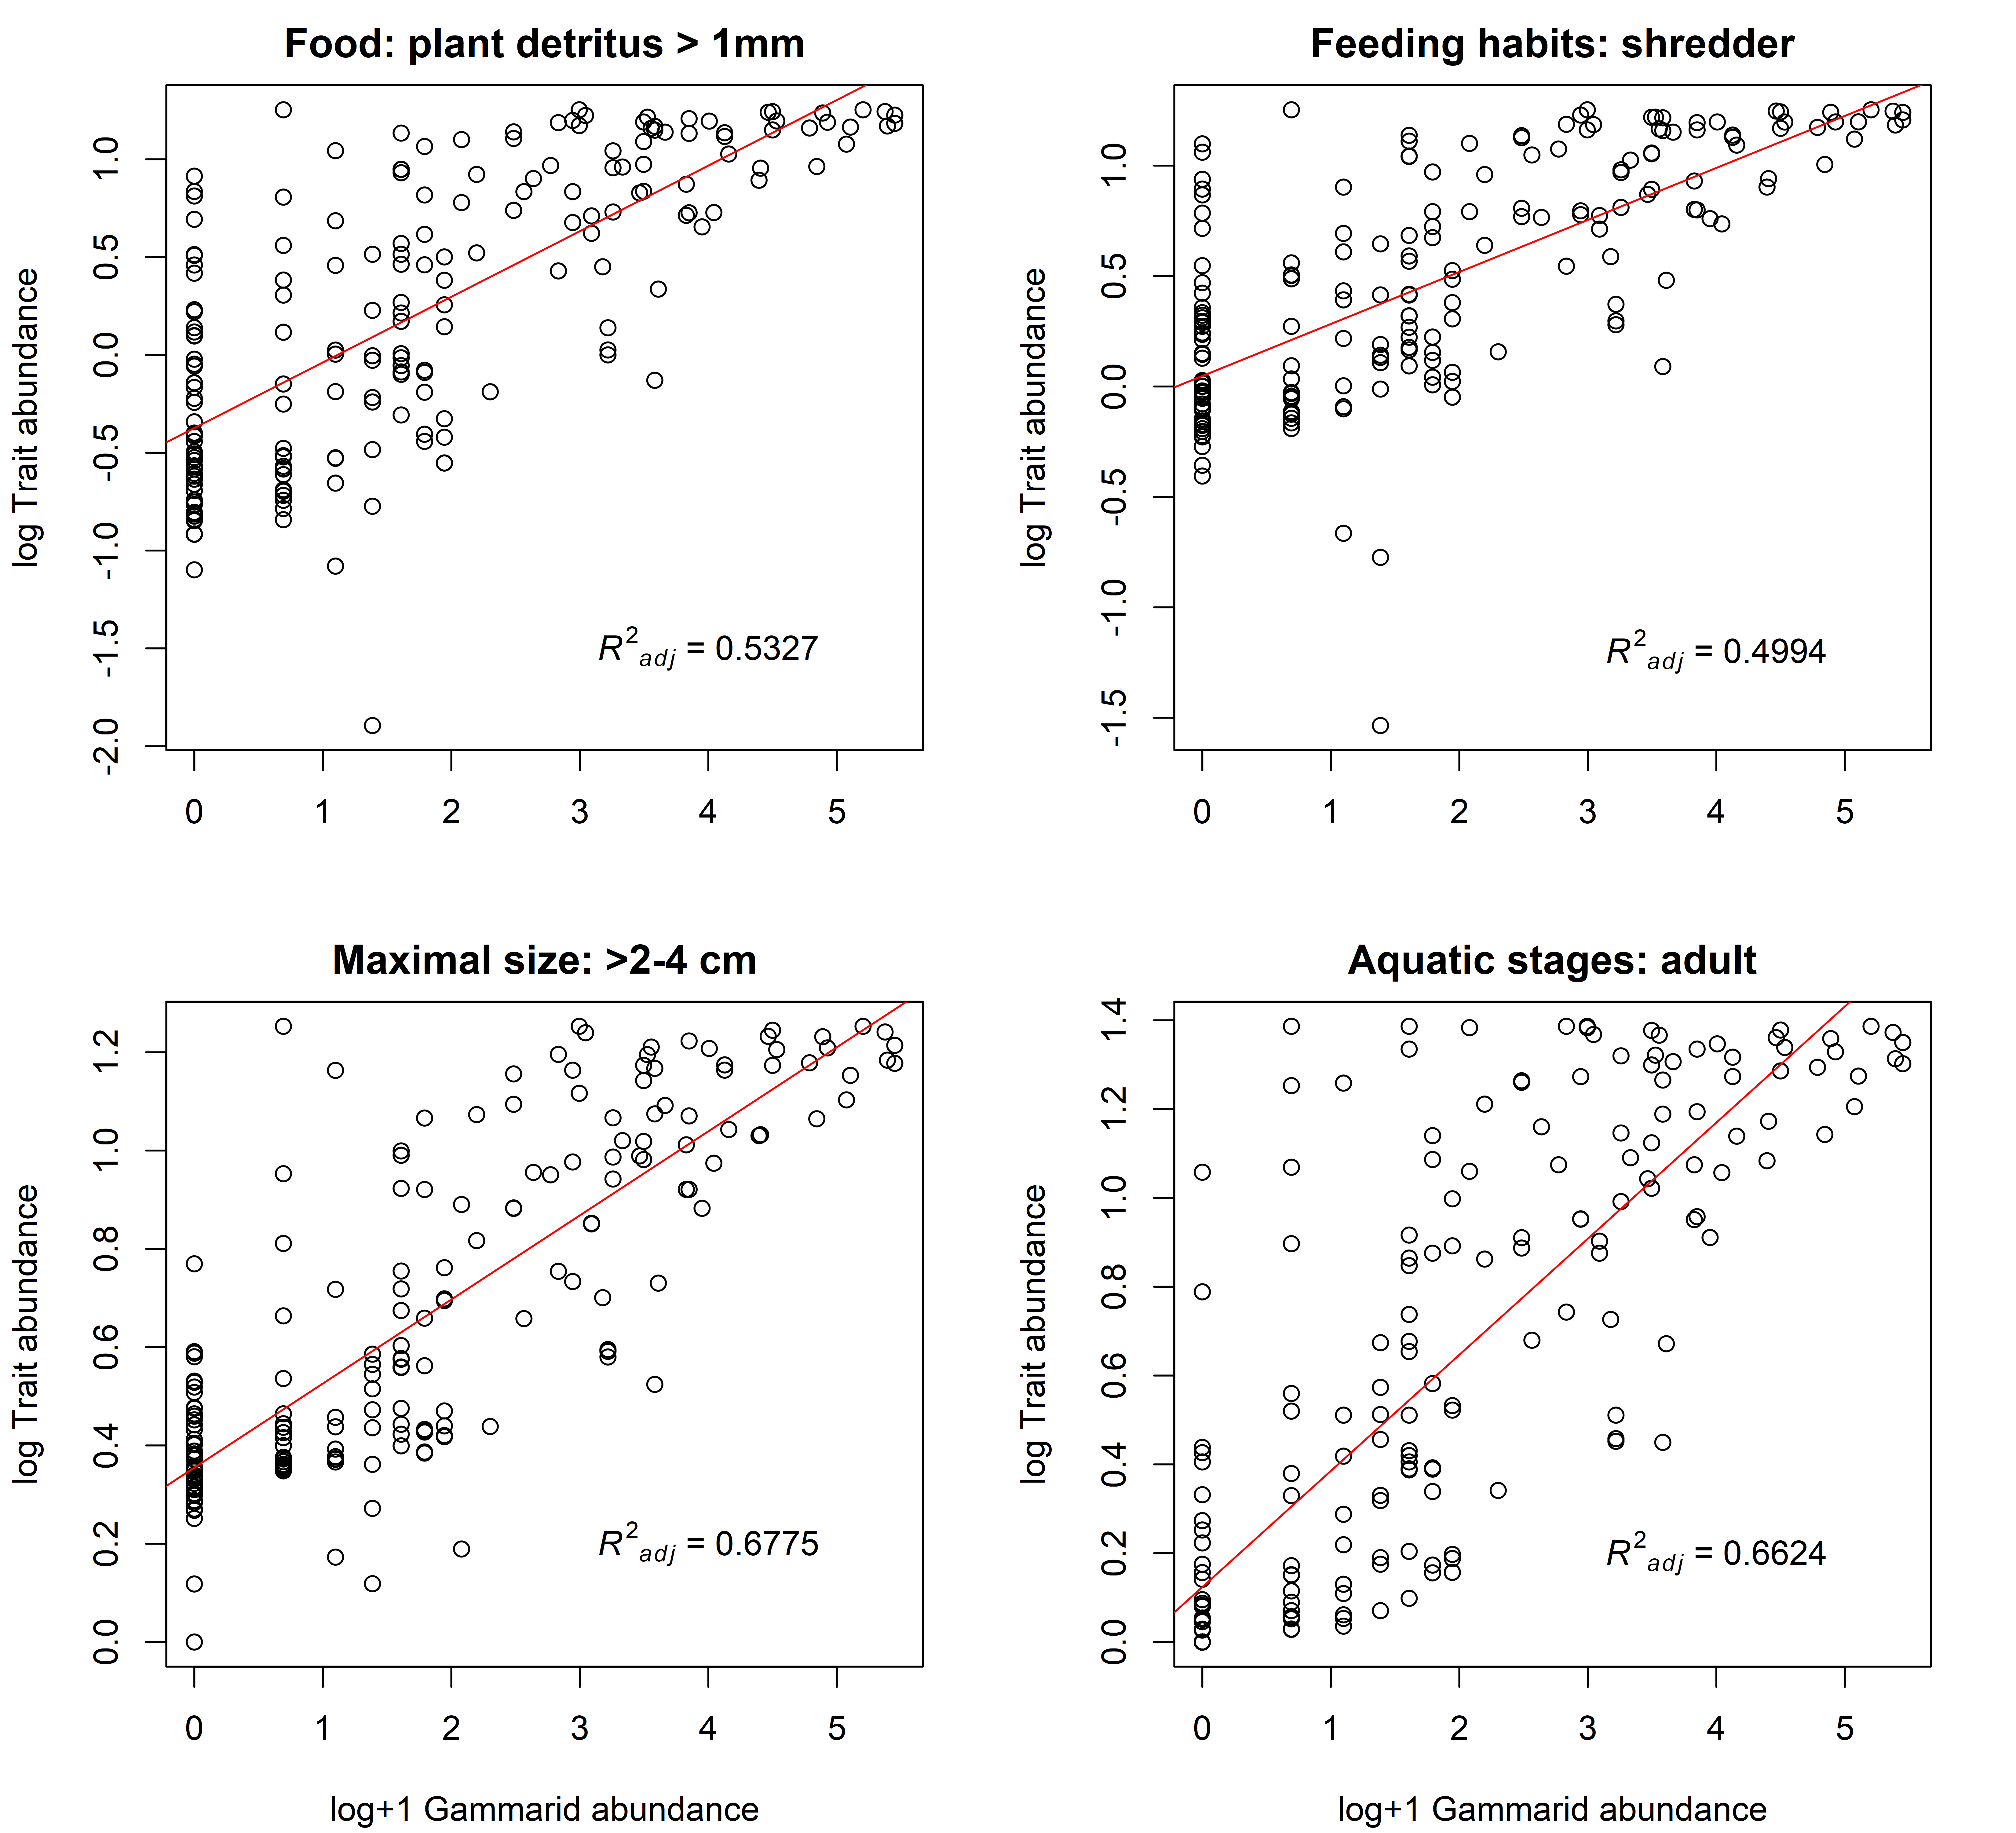 Food: plant detritus > 1mm
log Trait abundance
1.0
0.5
0.0
-0.5
-1.0
-1.5
-2.0
R²adj = 0.5327
0 1 2 3 4 5
Feeding habits: shredder
log Trait abundance
1.0
0.5
0.0
-0.5
-1.0
-1.5
R²adj = 0.4994
0 1 2 3 4 5
Maximal size: >2-4 cm
log Trait abundance
1.2
1.0
0.8
0.6
0.4
0.2
0.0
R²adj = 0.6775
0 1 2 3 4 5
log+1 Gammarid abundance
Aquatic stages: adult
log Trait abundance
1.4
1.2
1.0
0.8
0.6
0.4
0.2
0.0
R²adj = 0.6624
0 1 2 3 4 5
log+1 Gammarid abundance